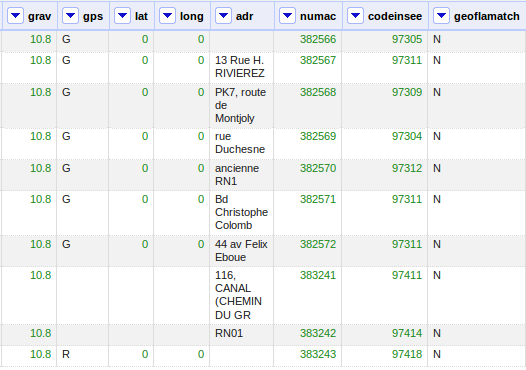 grav gps lat long adr numac codeinsee geoflamatch
10.8 G 0 0 382566 97305 N
10.8 G 0 0 13 Rue H. 382567 97311 N
RIVIEREZ
10.8 G 0 0 PK7, route 382568 97309 N
de
Montjoly
10.8 G 0 0 rue 382569 97304 N
Duchesne
10.8 G 0 0 ancienne 382570 97312 N
RN1
10.8 G 0 0 Bd 382571 97311 N
Christophe
Colomb
10.8 G 0 0 44 av Felix 382572 97311 N
Eboue
10.8 116, 383241 97411 N
CANAL
(CHEMIN
DU GR
10.8 RN01 383242 97414 N
10.8 R 0 0 383243 97418 N